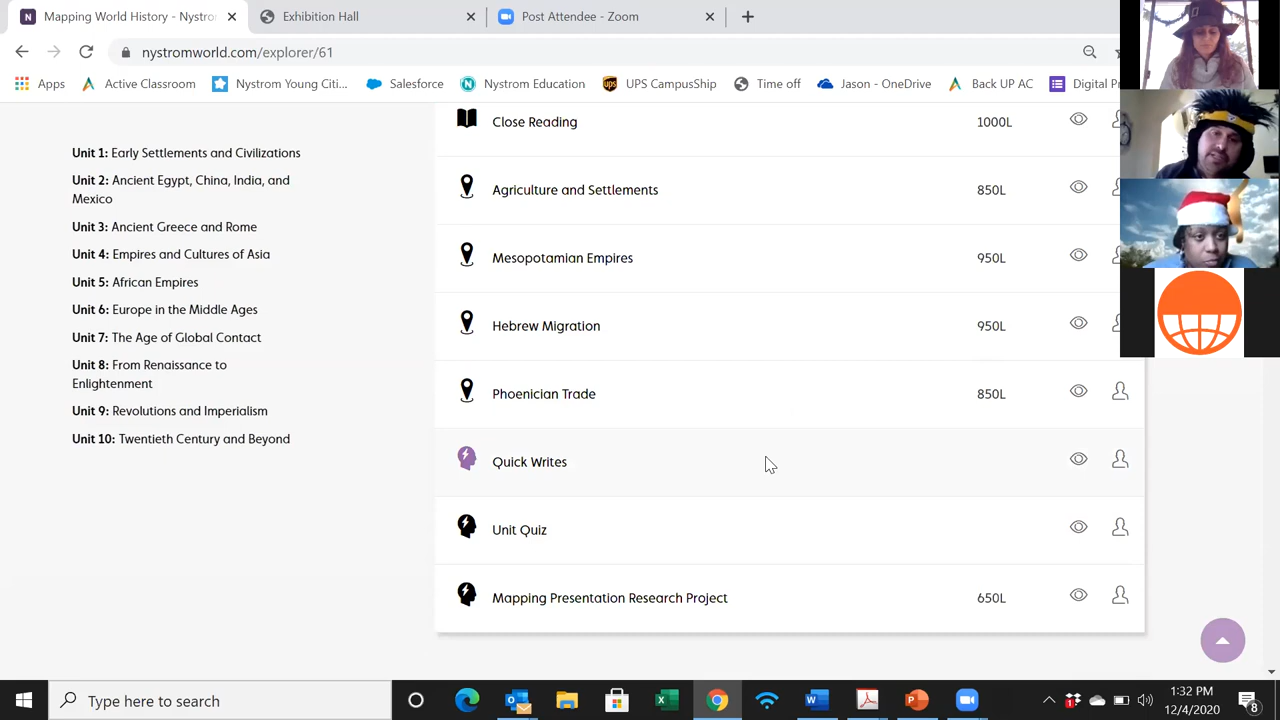 Mapping World History - Nystro
Exhibition Hall
Post Attendee - Zoom
nystromworld.com/explorer/61
Apps
Active Classroom
Nystrom Young Citi...
Salesforce
Nystrom Education
UPS CampusShip
Time off
Jason - OneDrive
Back UP AC
Digital Pr
Unit 1: Early Settlements and Civilizations
Unit 2: Ancient Egypt, China, India, and
Mexico
Unit 3: Ancient Greece and Rome
Unit 4: Empires and Cultures of Asia
Unit 5: African Empires
Unit 6: Europe in the Middle Ages
Unit 7: The Age of Global Contact
Unit 8: From Renaissance to
Enlightenment
Unit 9: Revolutions and Imperialism
Unit 10: Twentieth Century and Beyond
Close Reading 1000L
Agriculture and Settlements 850L
Mesopotamian Empires 950L
Hebrew Migration 950L
Phoenician Trade 850L
Quick Writes
Unit Quiz
Mapping Presentation Research Project 650L
Type here to search
1:32 PM
12/4/2020
8